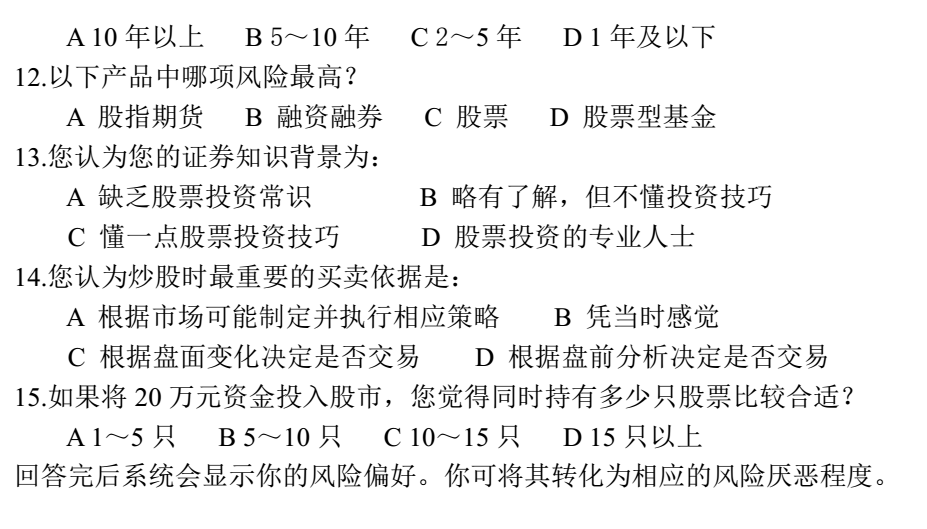 A 10 年以上 B 5～10 年 C 2～5 年 D 1 年及以下
12.以下产品中哪项风险最高？
A 股指期货 B 融资融券 C 股票 D 股票型基金
13.您认为您的证券知识背景为：
A 缺乏股票投资常识 B 略有了解，但不懂投资技巧
C 懂一点股票投资技巧 D 股票投资的专业人士
14.您认为炒股时最重要的买卖依据是：
A 根据市场可能制定并执行相应策略 B 凭当时感觉
C 根据盘面变化决定是否交易 D 根据盘前分析决定是否交易
15.如果将 20 万元资金投入股市，您觉得同时持有多少只股票比较合适？
A 1～5 只 B 5～10 只 C 10～15 只 D 15 只以上
回答完后系统会显示你的风险偏好。你可将其转化为相应的风险厌恶程度。